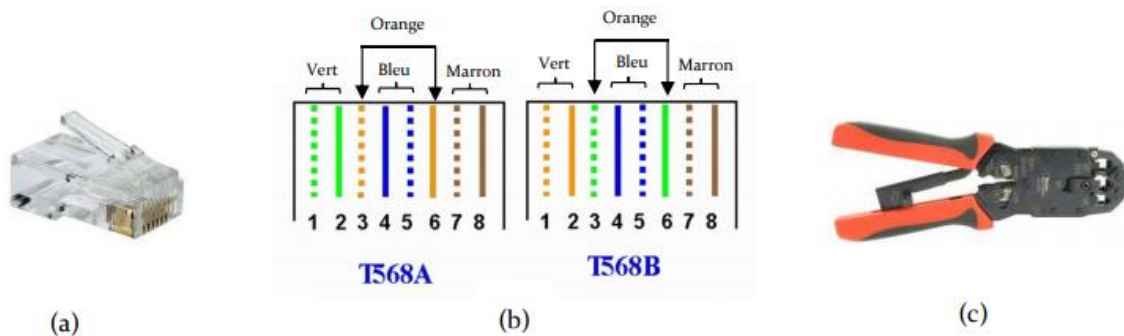 Orange
Orange
Vert
Bleu
Marron
Vert
Bleu
Marron
1 2 3 4 5 6 7 8
1 2 3 4 5 6 7 8
T568A
T568B
(a)
(b)
(c)